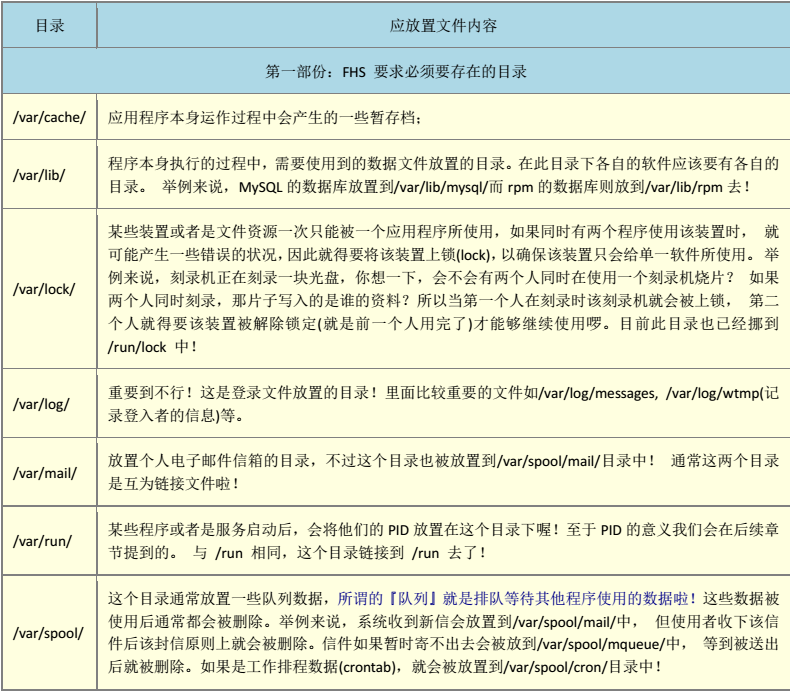 目录 应放置文件内容
第一部份：FHS 要求必须要存在的目录
/var/cache/ 应用程序本身运作过程中会产生的一些暂存档；
/var/lib/ 程序本身执行的过程中，需要使用到的数据文件放置的目录。在此目录下各自的软件应该要有各自的
目录。 举例来说，MySQL 的数据库放置到/var/lib/mysql/而 rpm 的数据库则放到/var/lib/rpm 去！
/var/lock/ 某些装置或者是文件资源一次只能被一个应用程序所使用，如果同时有两个程序使用该装置时， 就
可能产生一些错误的状况，因此就得要将该装置上锁(lock)，以确保该装置只会给单一软件所使用。 举
例来说，刻录机正在刻录一块光盘，你想一下，会不会有两个人同时在使用一个刻录机烧片？ 如果
两个人同时刻录，那片子写入的是谁的资料？所以当第一个人在刻录时该刻录机就会被上锁， 第二
个人就得要该装置被解除锁定(就是前一个人用完了)才能够继续使用啰。目前此目录也已经挪到
/run/lock 中！
/var/log/ 重要到不行！这是登录文件放置的目录！里面比较重要的文件如/var/log/messages, /var/log/wtmp(记
录登入者的信息)等。
/var/mail/ 放置个人电子邮件信箱的目录，不过这个目录也被放置到/var/spool/mail/目录中！ 通常这两个目录
是互为链接文件啦！
/var/run/ 某些程序或者是服务启动后，会将他们的 PID 放置在这个目录下喔！至于 PID 的意义我们会在后续章
节提到的。 与 /run 相同，这个目录链接到 /run 去了！
/var/spool/ 这个目录通常放置一些队列数据，所谓的『队列』就是排队等待其他程序使用的数据啦！这些数据被
使用后通常都会被删除。举例来说，系统收到新信会放置到/var/spool/mail/中， 但使用者收下该信
件后该封信原则上就会被删除。信件如果暂时寄不出去会被放到/var/spool/mqueue/中， 等到被送出
后就被删除。如果是工作排程数据(crontab)，就会被放置到/var/spool/cron/目录中！